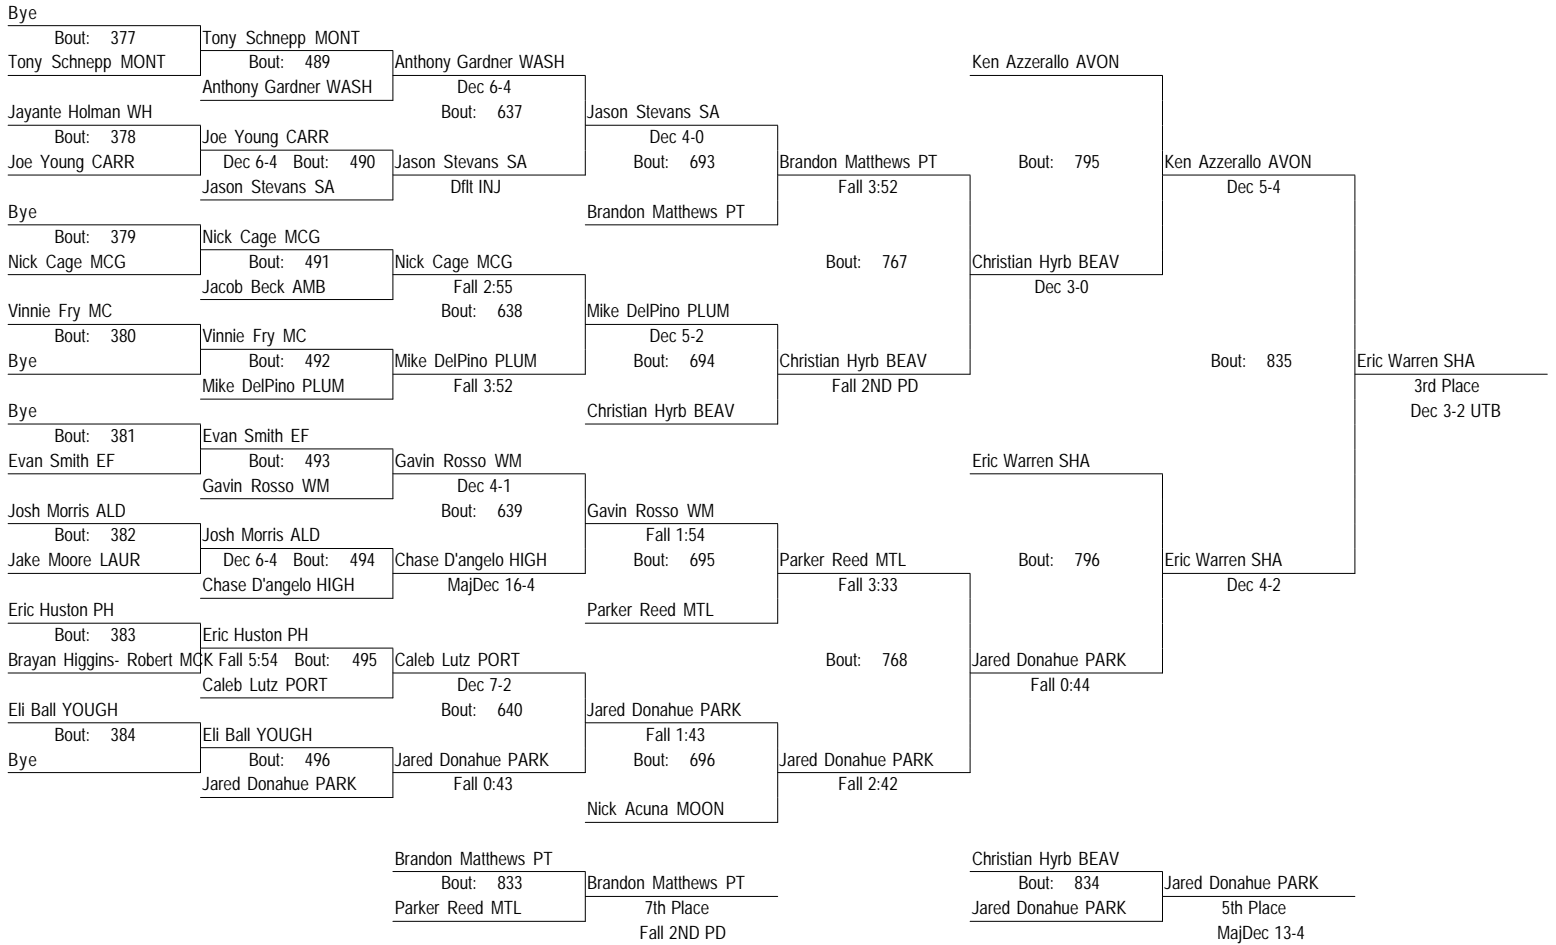 Bye
Bout: 377 Tony Schnepp MONT
Tony Schnepp MONT Bout: 489 Anthony Gardner WASH Ken Azzerallo AVON
Anthony Gardner WASH Dec 6-4
Jayante Holman WH Bout: 637 Jason Stevans SA
Bout: 378 Joe Young CARR Dec 4-0
Joe Young CARR Dec 6-4 Bout: 490 Jason Stevans SA Bout: 693 Brandon Matthews PT Bout: 795 Ken Azzerallo AVON
Jason Stevans SA Dflt INJ Fall 3:52 Dec 5-4
Bye Brandon Matthews PT
Bout: 379 Nick Cage MCG
Nick Cage MCG Bout: 491 Nick Cage MCG Bout: 767 Christian Hyrb BEAV
Jacob Beck AMB Fall 2:55 Dec 3-0
Vinnie Fry MC Bout: 638 Mike DelPino PLUM
Bout: 380 Vinnie Fry MC Dec 5-2
Bye Bout: 492 Mike DelPino PLUM Bout: 694 Christian Hyrb BEAV Bout: 835 Eric Warren SHA
Mike DelPino PLUM Fall 3:52 Fall 2ND PD 3rd Place
Bye Christian Hyrb BEAV Dec 3-2 UTB
Bout: 381 Evan Smith EF
Evan Smith EF Bout: 493 Gavin Rosso WM Eric Warren SHA
Gavin Rosso WM Dec 4-1
Josh Morris ALD Bout: 639 Gavin Rosso WM
Bout: 382 Josh Morris ALD Fall 1:54
Jake Moore LAUR Dec 6-4 Bout: 494 Chase D'angelo HIGH Bout: 695 Parker Reed MTL Bout: 796 Eric Warren SHA
Chase D'angelo HIGH MajDec 16-4 Fall 3:33 Dec 4-2
Eric Huston PH Parker Reed MTL
Bout: 383 Eric Huston PH
Brayan Higgins- Robert MCK Fall 5:54 Bout: 495 Caleb Lutz PORT Bout: 768 Jared Donahue PARK
Caleb Lutz PORT Dec 7-2 Fall 0:44
Eli Ball YOUGH Bout: 640 Jared Donahue PARK
Bout: 384 Eli Ball YOUGH Fall 1:43
Bye Bout: 496 Jared Donahue PARK Bout: 696 Jared Donahue PARK
Jared Donahue PARK Fall 0:43 Fall 2:42
Nick Acuna MOON
Brandon Matthews PT Christian Hyrb BEAV
Bout: 833 Brandon Matthews PT Bout: 834 Jared Donahue PARK
Parker Reed MTL 7th Place Jared Donahue PARK 5th Place
Fall 2ND PD MajDec 13-4